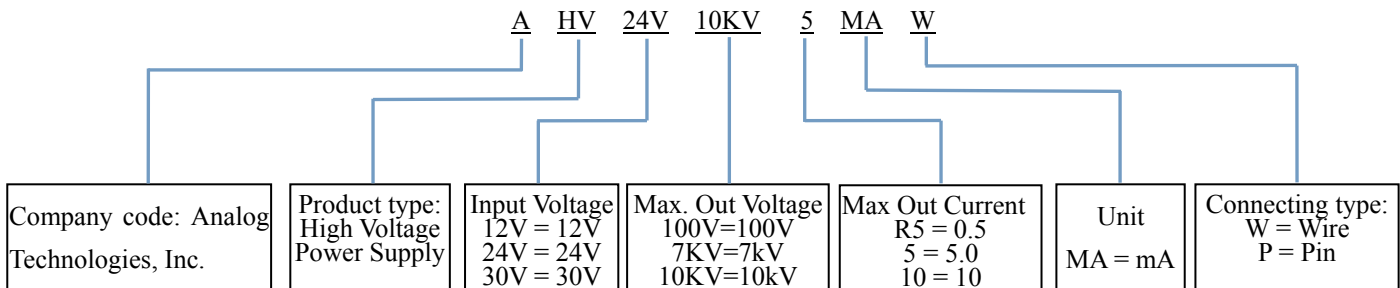 A HV 24V 10KV 5 MA W
Company code: Analog
Technologies, Inc.
Product type:
High Voltage
Power Supply
Input Voltage
12V = 12V
24V = 24V
30V = 30V
Max. Out Voltage
100V=100V
7KV=7kV
10KV=10kV
Max Out Current
R5 = 0.5
5 = 5.0
10 = 10
Unit
MA = mA
Connecting type:
W = Wire
P = Pin